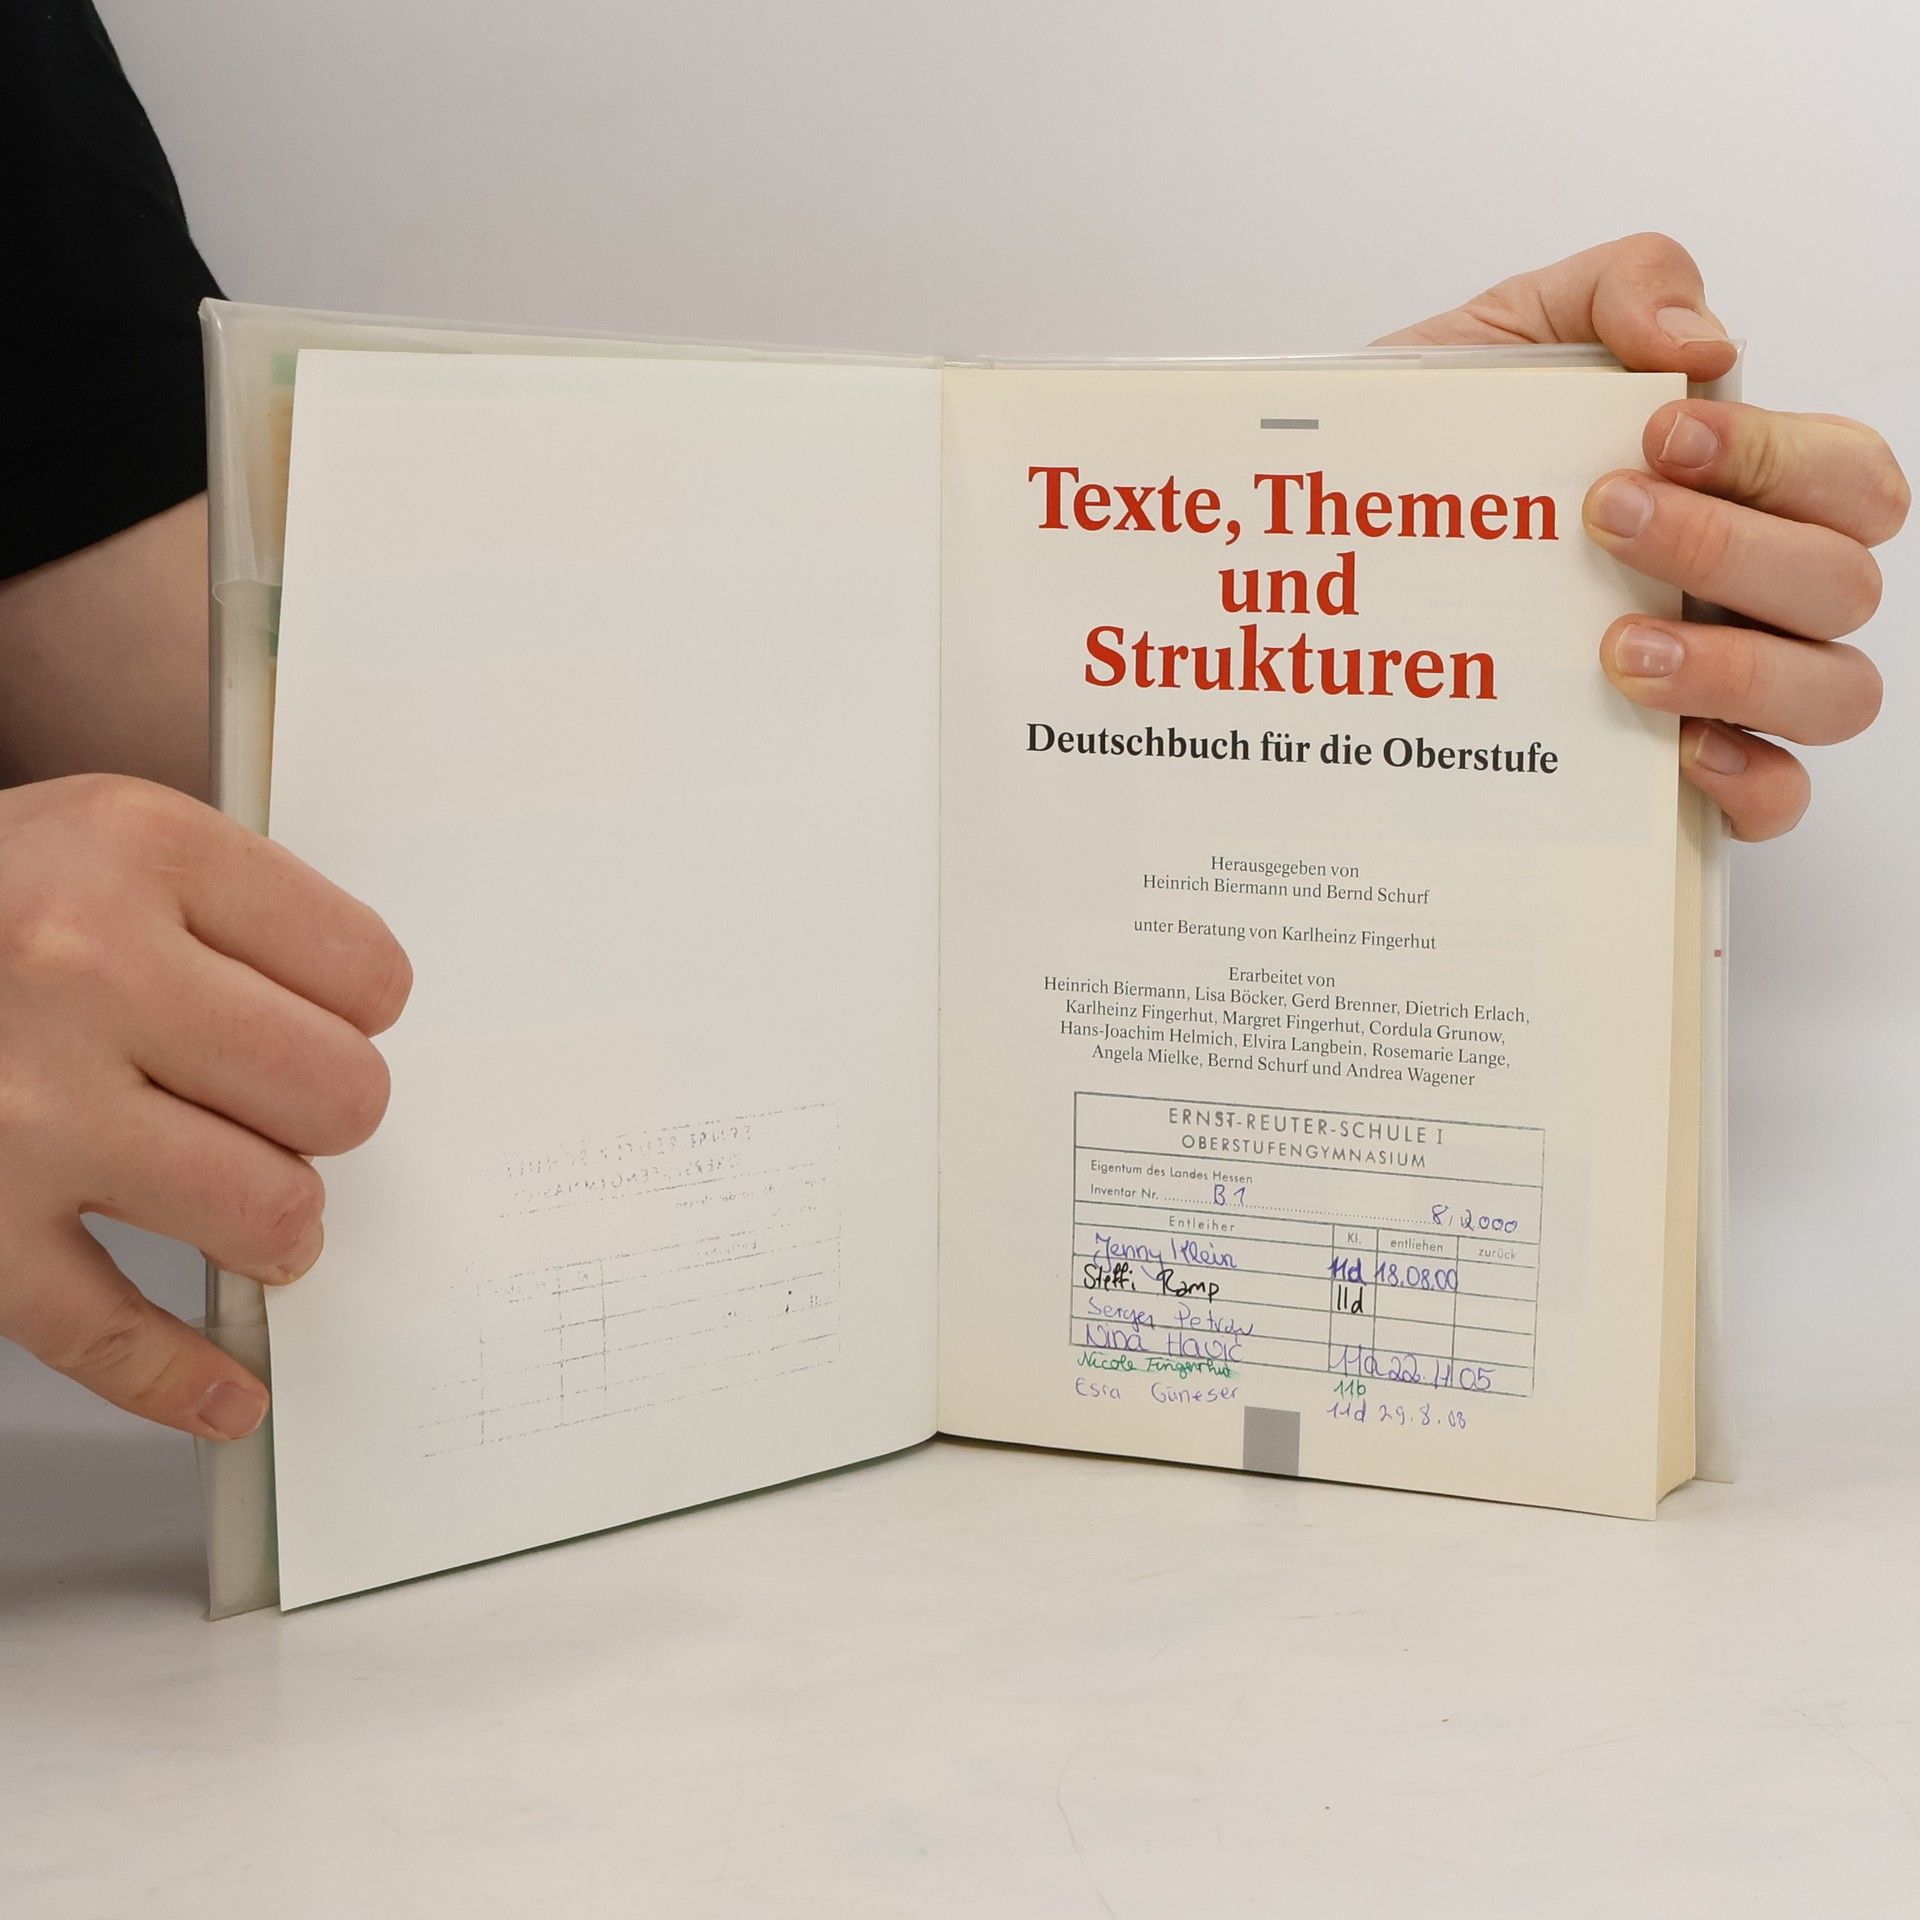 Texte, Themen
und
Strukturen
Deutschbuch für die Oberstufe
Herausgegeben von
Heinrich Biermann und Bernd Schurf
unter Beratung von Karlheinz Fingerhut
Erarbeitet von
Heinrich Biermann, Lisa Böcker, Gerd Brenner, Dietrich Erlach,
Karlheinz Fingerhut, Margret Fingerhut, Cordula Grunow,
Hans-Joachim Helmich, Elvira Langbein, Rosemarie Lange,
Angela Mielke, Bernd Schurf und Andrea Wagener
ERNST-REUTER-SCHULE I
OBERSTUFENGYMNASIUM
Eigentum des Landes Hessen
Inventar Nr. B 1 8/2000
Entleiher Kl. entliehen zurück
Jenny Klein 11d 18.08.00
Steffi Ramp 11d
Nina 11a 22.11.05
Nicole Fingerhut 11b
Esra Güneser 11d 29.8.08